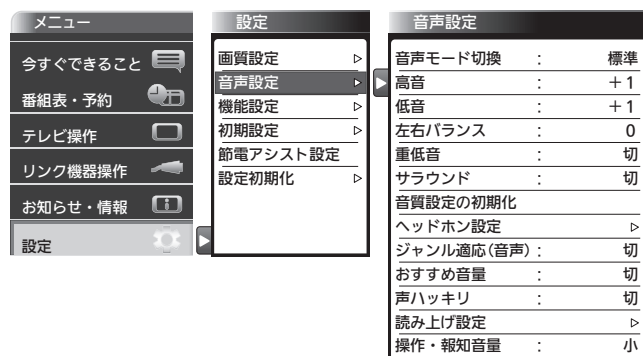 メニュー
今すぐできること
番組表・予約
テレビ操作
リンク機器操作
お知らせ・情報
設定
設定
画質設定 ▷
音声設定 ▷
機能設定 ▷
初期設定 ▷
節電アシスト設定
設定初期化 ▷
音声設定
音声モード切換 : 標準
高音 : +1
低音 : +1
左右バランス : 0
重低音 : 切
サラウンド : 切
音質設定の初期化
ヘッドホン設定 ▷
ジャンル適応(音声) : 切
おすすめ音量 : 切
声ハッキリ : 切
読み上げ設定 ▷
操作・報知音量 : 小